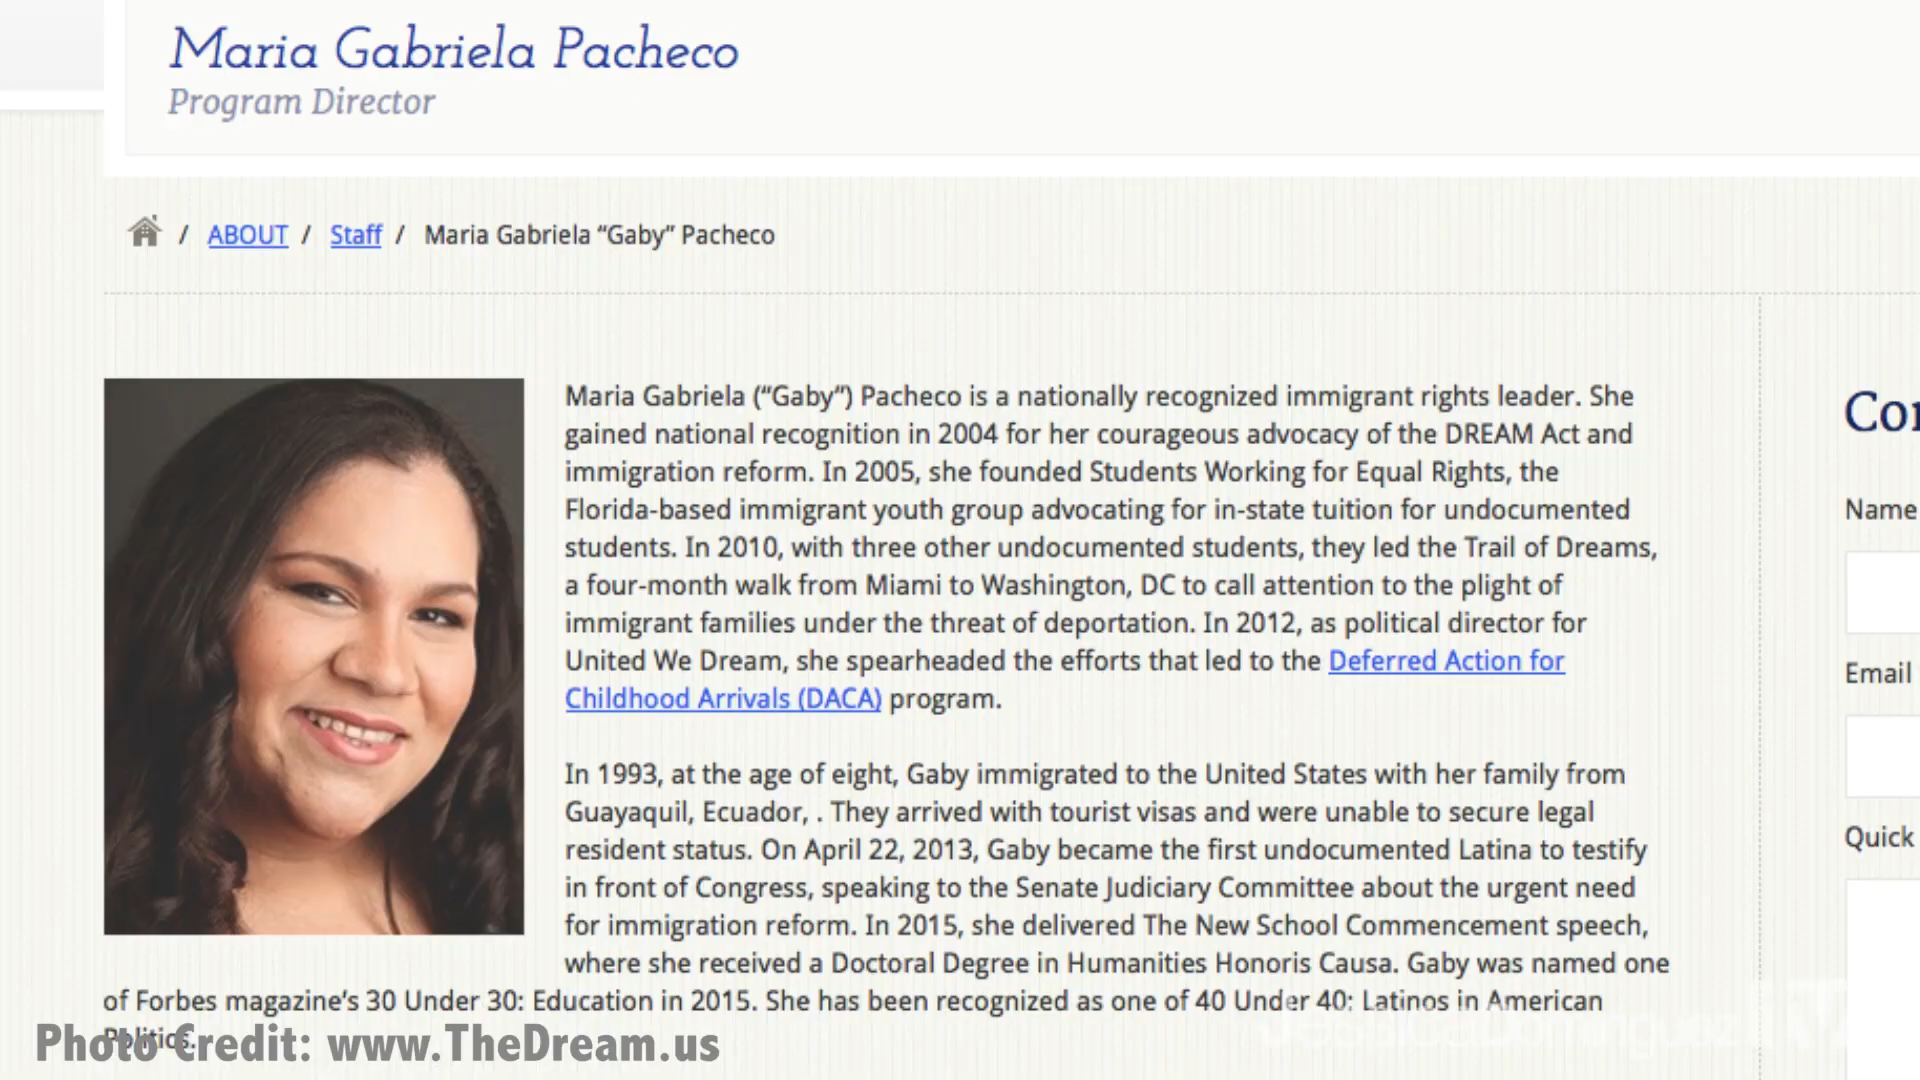 Maria Gabriela Pacheco
Program Director
/ ABOUT / Staff / Maria Gabriela “Gaby” Pacheco
Maria Gabriela (“Gaby”) Pacheco is a nationally recognized immigrant rights leader. She
gained national recognition in 2004 for her courageous advocacy of the DREAM Act and
immigration reform. In 2005, she founded Students Working for Equal Rights, the
Florida-based immigrant youth group advocating for in-state tuition for undocumented
students. In 2010, with three other undocumented students, they led the Trail of Dreams,
a four-month walk from Miami to Washington, DC to call attention to the plight of
immigrant families under the threat of deportation. In 2012, as political director for
United We Dream, she spearheaded the efforts that led to the Deferred Action for
Childhood Arrivals (DACA) program.
In 1993, at the age of eight, Gaby immigrated to the United States with her family from
Guayaquil, Ecuador, . They arrived with tourist visas and were unable to secure legal
resident status. On April 22, 2013, Gaby became the first undocumented Latina to testify
in front of Congress, speaking to the Senate Judiciary Committee about the urgent need
for immigration reform. In 2015, she delivered The New School Commencement speech,
where she received a Doctoral Degree in Humanities Honoris Causa. Gaby was named one
of Forbes magazine’s 30 Under 30: Education in 2015. She has been recognized as one of 40 Under 40: Latinos in American
Politics.
Photo Credit: www.TheDream.us
Name
Email
Quick